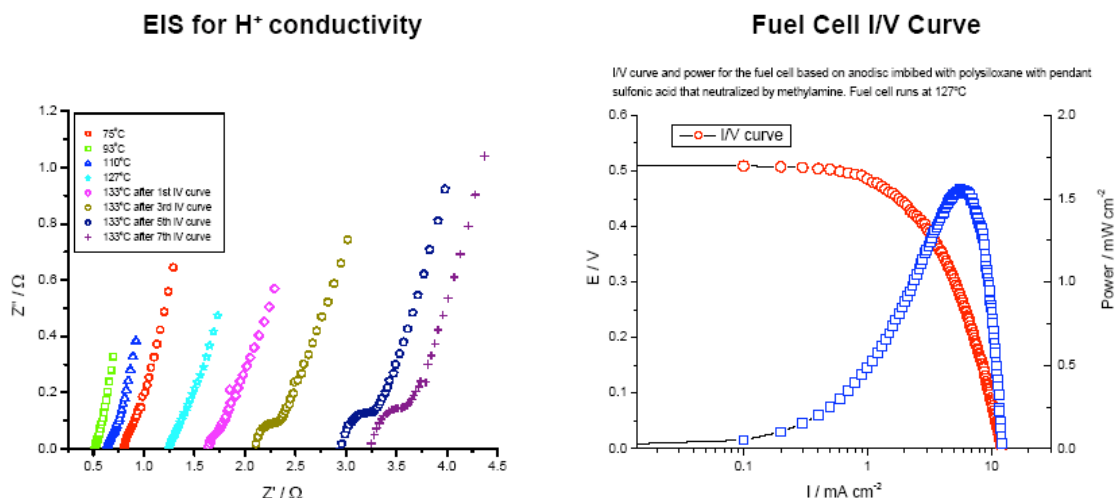 EIS for H⁺ conductivity
Fuel Cell I/V Curve
I/V curve and power for the fuel cell based on anodisc imbibed with polysiloxane with pendant
sulfonic acid that neutralized by methylamine. Fuel cell runs at 127ºC
75°C
93°C
110°C
127°C
133°C after 1st IV curve
133°C after 3rd IV curve
133°C after 5th IV curve
133°C after 7th IV curve
1.2
1.0
0.8
0.6
0.4
0.2
0.0
Z'' / Ω
0.5 1.0 1.5 2.0 2.5 3.0 3.5 4.0 4.5
Z' / Ω
I/V curve
0.6
0.5
0.4
0.3
0.2
0.1
0.0
E / V
2.0
1.5
1.0
0.5
0.0
Power / mW cm⁻²
0.1 1 10
I / mA cm⁻²